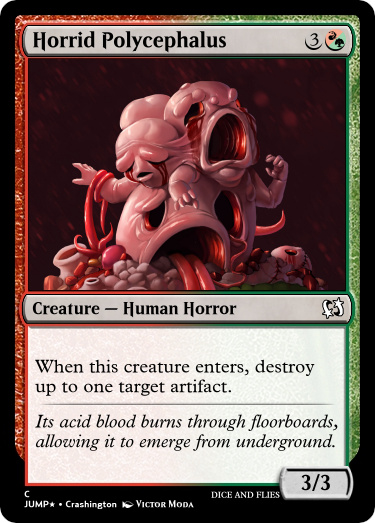 Horrid Polycephalus 3
Creature — Human Horror
When this creature enters, destroy
up to one target artifact.
Its acid blood burns through floorboards,
allowing it to emerge from underground.
3/3
C
JUMP★ • Crashington VICTOR MODA
DICE AND FLIES